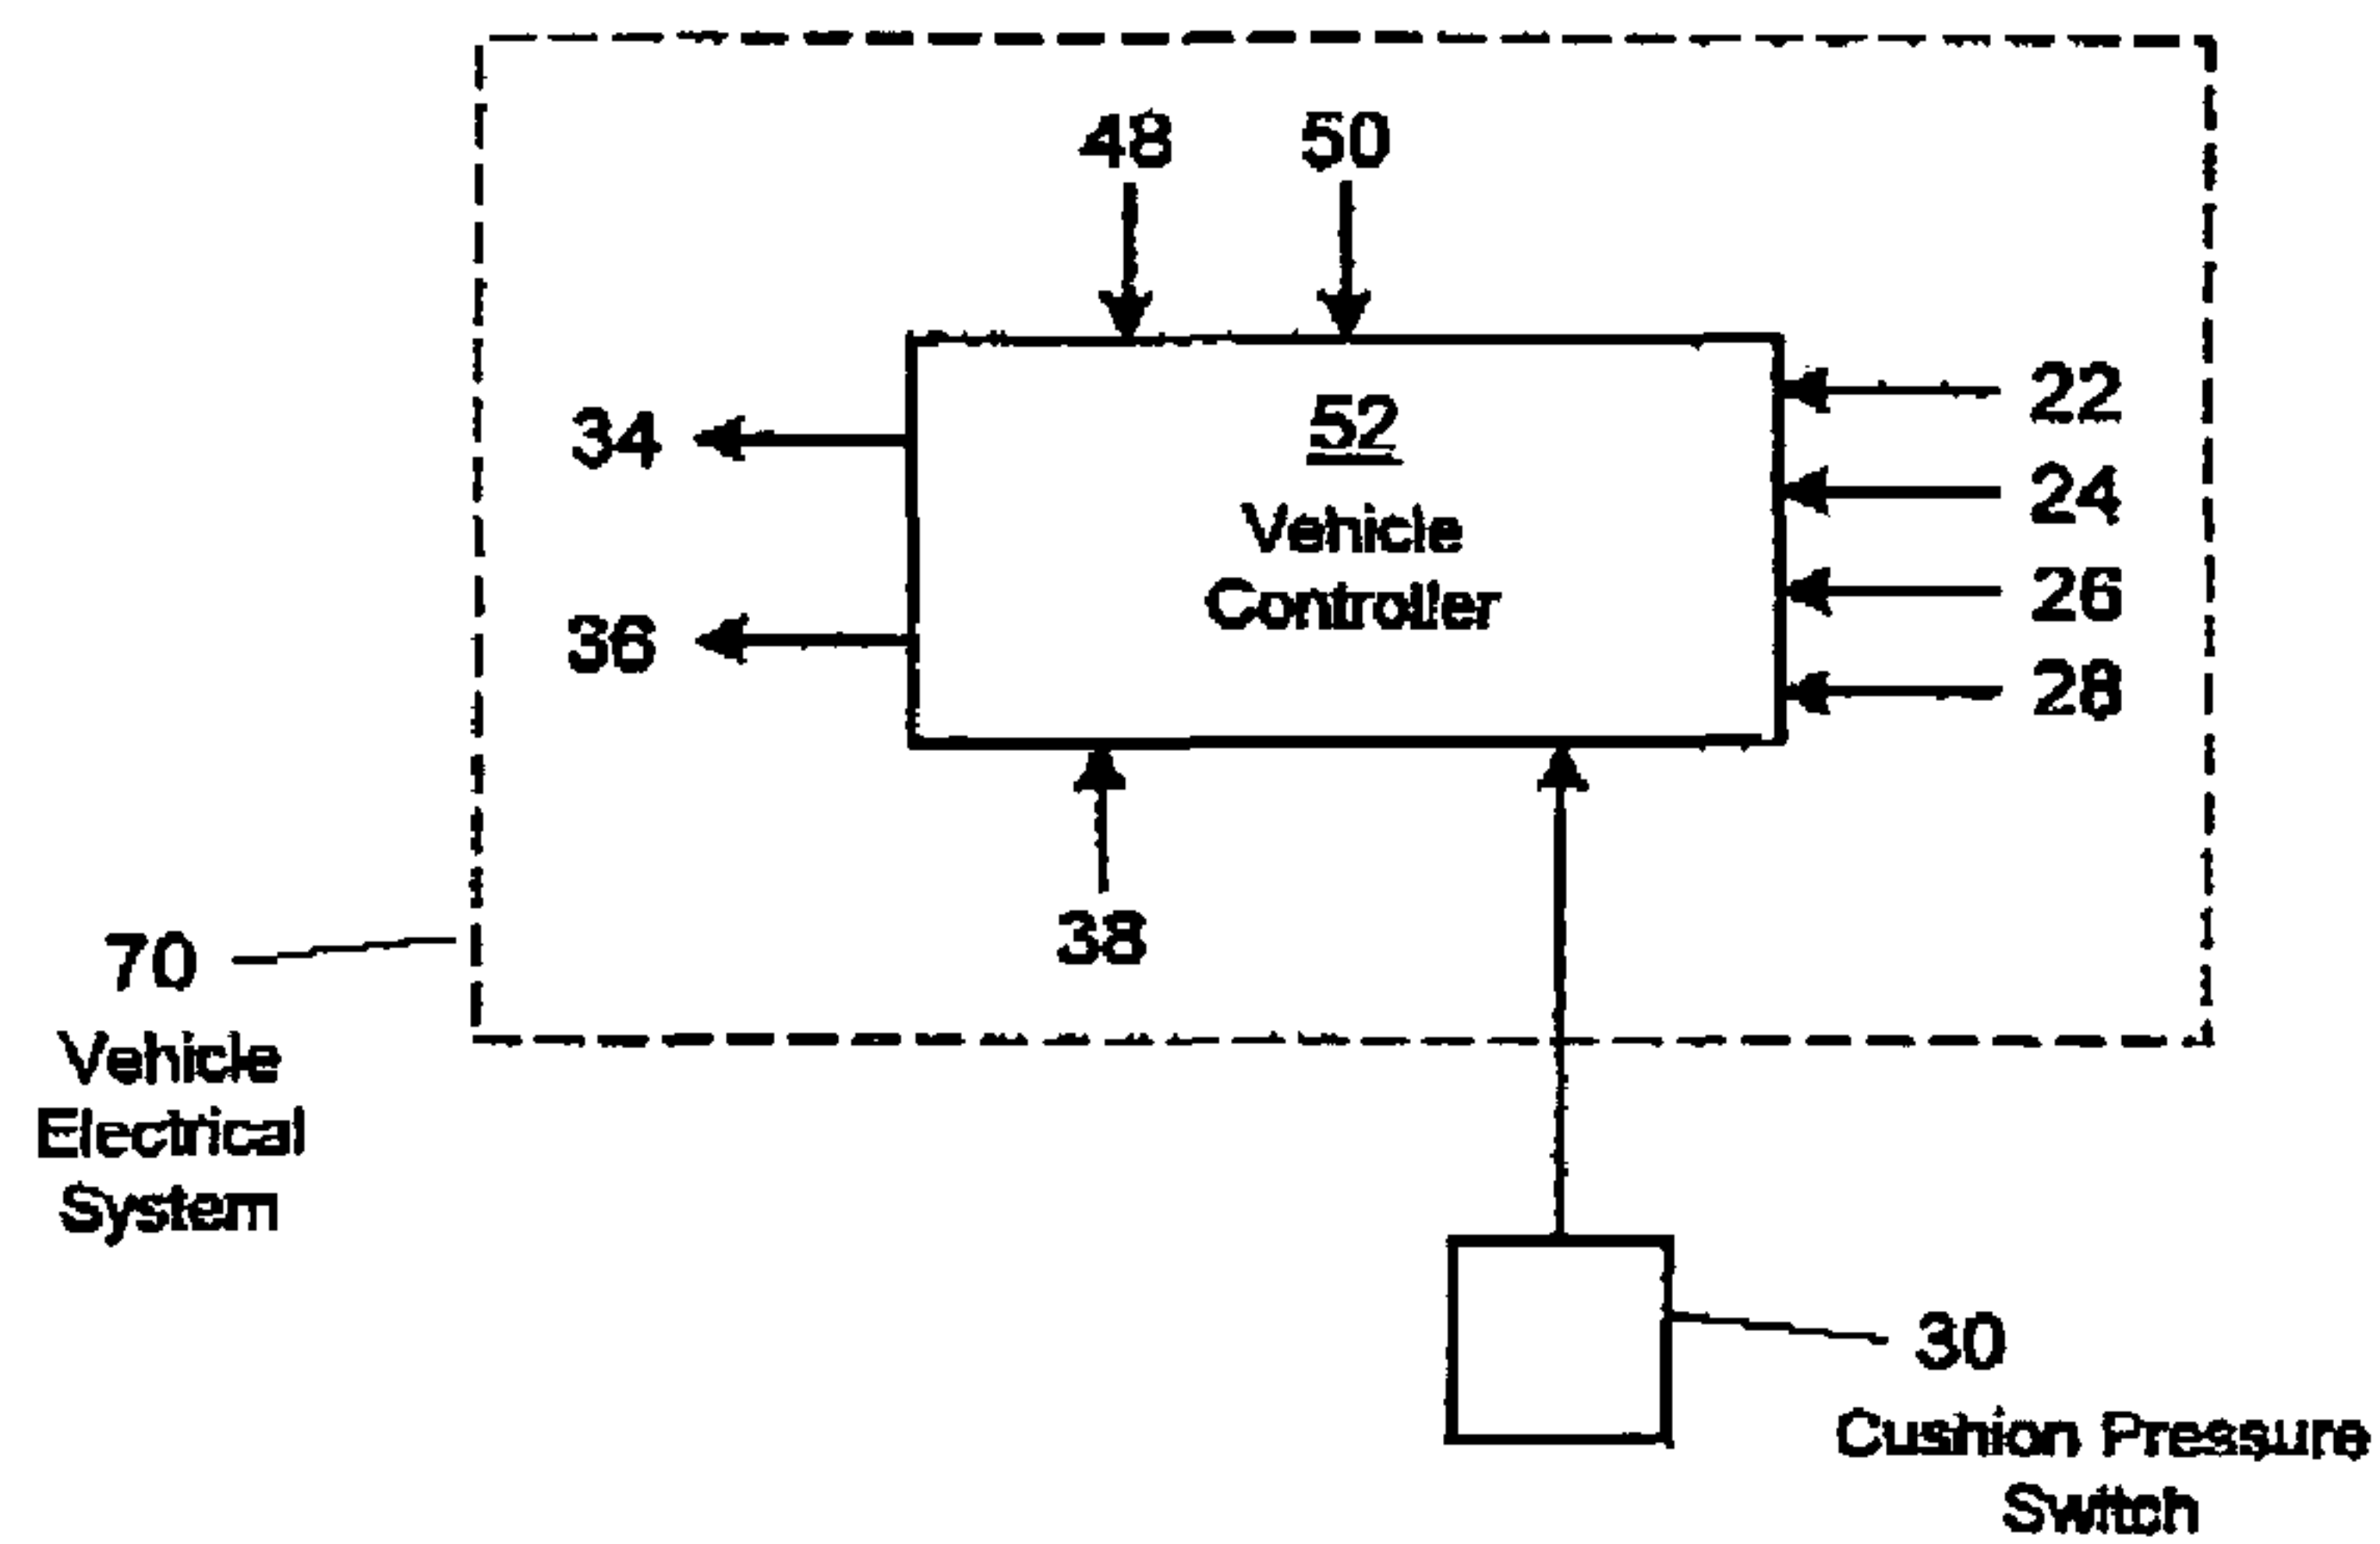 48 50
34
52
22
Vehicle
24
Controller
26
36
28
38
70
Vehicle
Electrical
System
30
Cushion Pressure
Switch